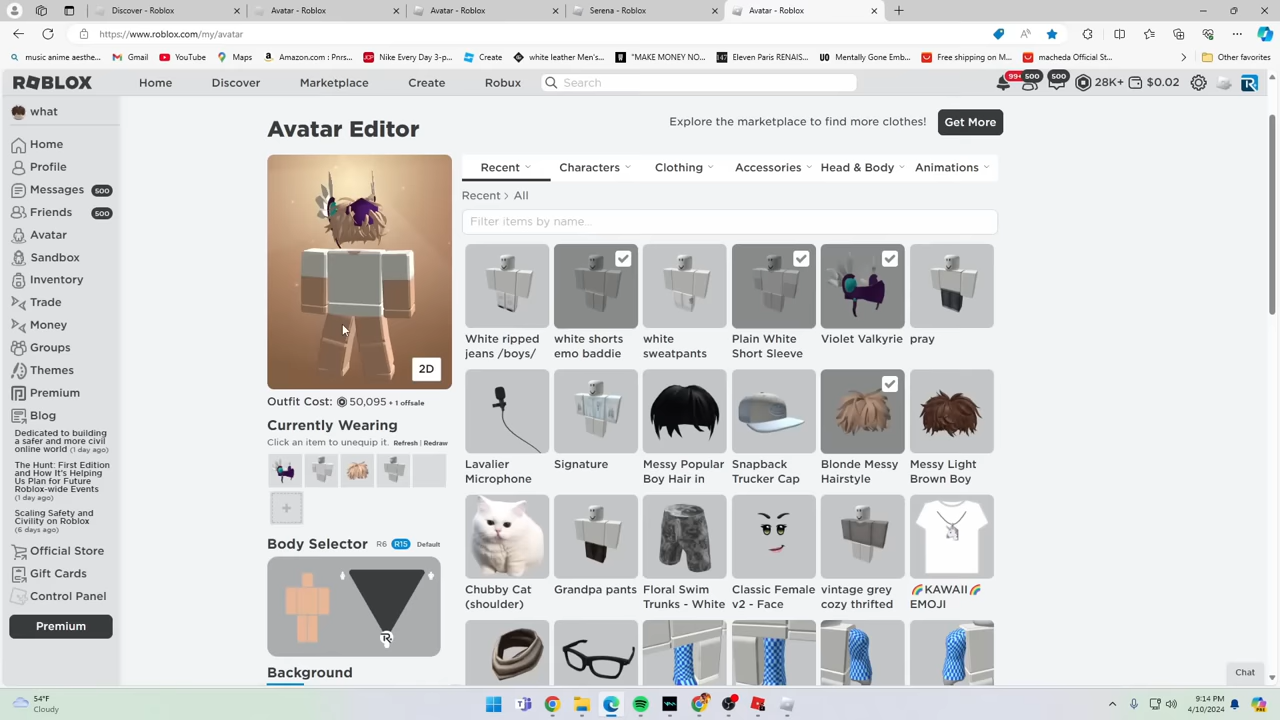 Discover - Roblox
Avatar - Roblox
Avatar - Roblox
Serena - Roblox
Avatar - Roblox
https://www.roblox.com/my/avatar
music anime aesthe...
Gmail
YouTube
Maps
Amazon.com/ref=nd...
JCP
Nike Every Day 3-p...
Create
white leather Men's...
W
"MAKE MONEY NO...
147
Eleven Paris RENAIS...
Mentally Gone Emb...
Free shipping on M...
macheda Official St...
Other favorites
ROBLOX
Home
Discover
Marketplace
Create
Robux
Search
99+
500
500
28K+
$0.02
what
Home
Profile
Messages 500
Friends 500
Avatar
Sandbox
Inventory
Trade
Money
Groups
Themes
Premium
Blog
Dedicated to building
a safer and more civil
online world (1 day ago)
The Hunt: First Edition
and How It's Helping
Us Plan for Future
Roblox-wide Events
(1 day ago)
Scaling Safety and
Civility on Roblox
(6 days ago)
Official Store
Gift Cards
Control Panel
Premium
Avatar Editor
Explore the marketplace to find more clothes!
Get More
2D
Outfit Cost: 50,095 + 1 offsale
Currently Wearing
Click an item to unequip it. Refresh | Redraw
+
Body Selector R6 R15 Default
Background
Recent
Characters
Clothing
Accessories
Head & Body
Animations
Recent > All
Filter items by name...
White ripped
jeans /boys/
white shorts
emo baddie
white
sweatpants
Plain White
Short Sleeve
Violet Valkyrie
pray
Lavalier
Microphone
Signature
Messy Popular
Boy Hair in
Snapback
Trucker Cap
Blonde Messy
Hairstyle
Messy Light
Brown Boy
Chubby Cat
(shoulder)
Grandpa pants
Floral Swim
Trunks - White
Classic Female
v2 - Face
vintage grey
cozy thrifted
🌈KAWAII🌈
EMOJI
Chat
54°F
Cloudy
9:14 PM
4/10/2024